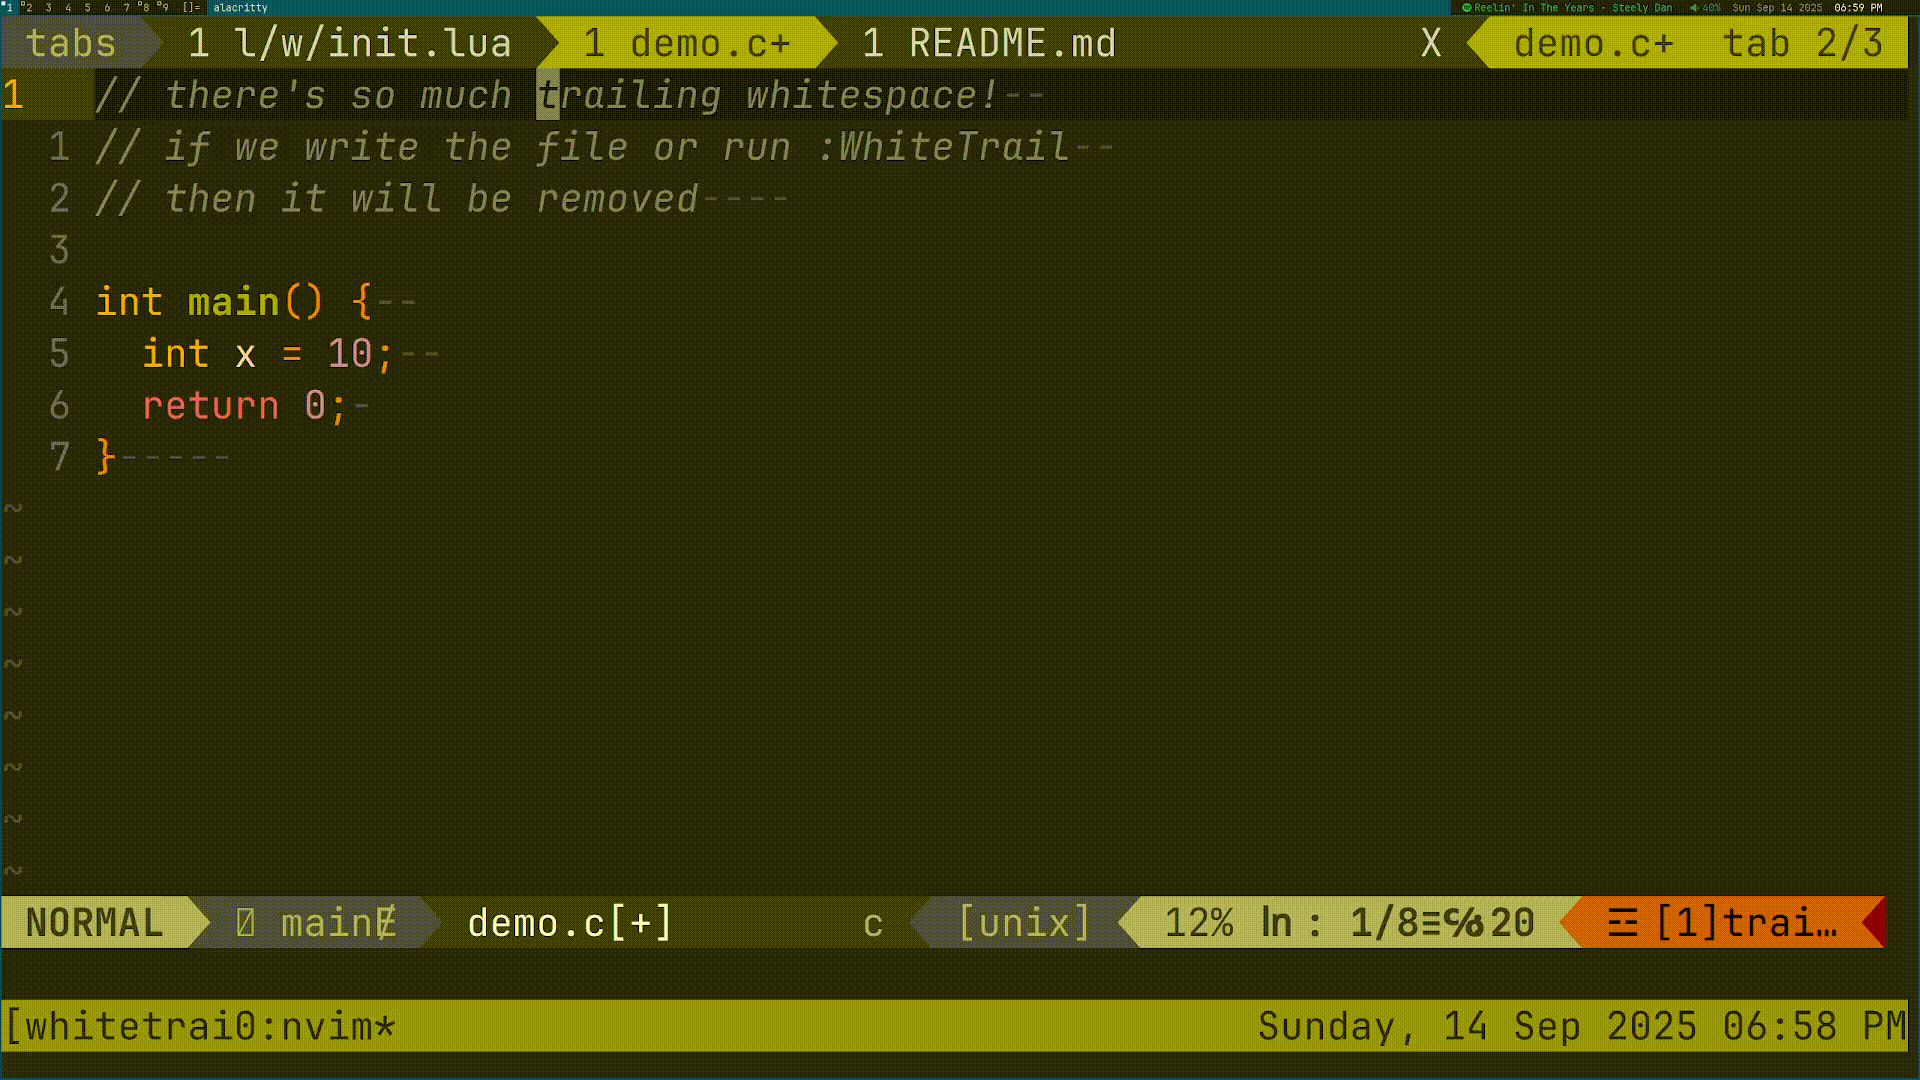 1 2 3 4 5 6 7 8 9 []= alacritty Reelin' In The Years - Steely Dan 40% Sun Sep 14 2025 06:59 PM
tabs 1 l/w/init.lua 1 demo.c+ 1 README.md X demo.c+ tab 2/3
1 // there's so much trailing whitespace!--
1 // if we write the file or run :WhiteTrail--
2 // then it will be removed----
3
4 int main() {--
5 int x = 10;--
6 return 0;-
7 }-----
~
~
~
~
~
~
~
~
NORMAL main demo.c[+] c [unix] 12% ln : 1/8≡℅20 ☲ [1]trai…
[whitetrai0:nvim* Sunday, 14 Sep 2025 06:58 PM